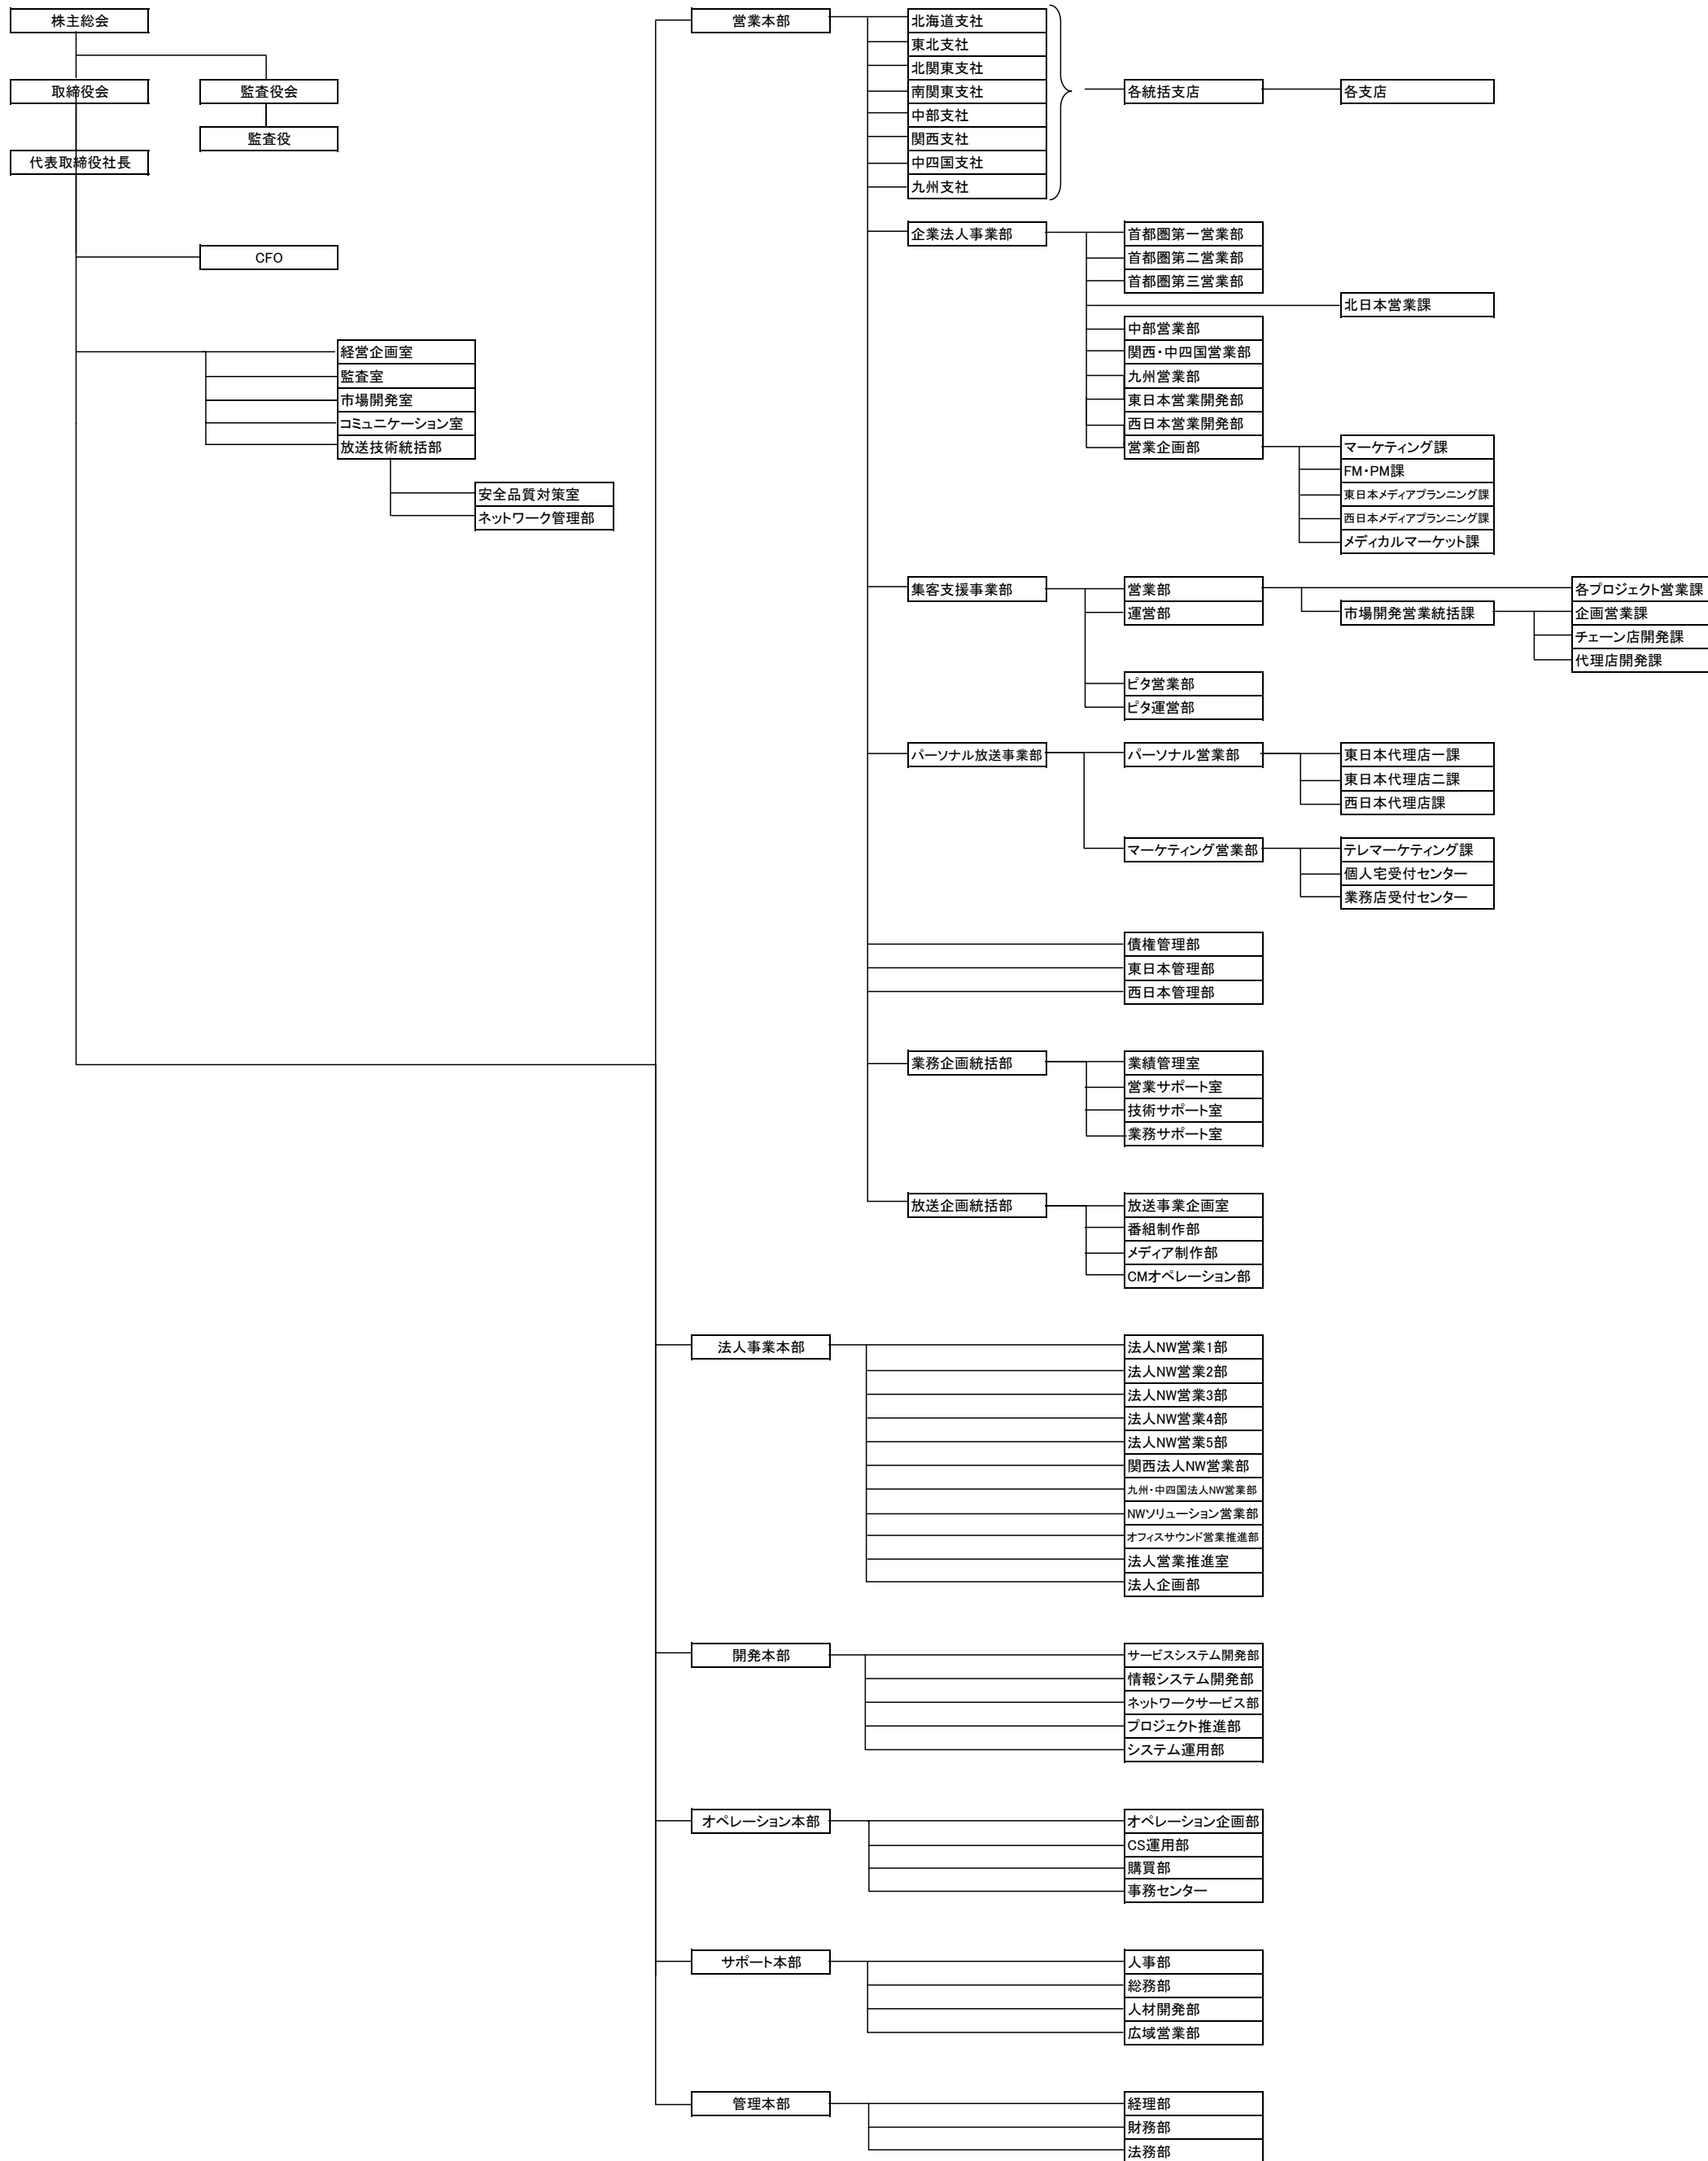 株主総会
取締役会
監査役会
監査役
代表取締役社長
CFO
経営企画室
監査室
市場開発室
コミュニケーション室
放送技術統括部
安全品質対策室
ネットワーク管理部
営業本部
北海道支社
東北支社
北関東支社
南関東支社
中部支社
関西支社
中四国支社
九州支社
各統括支店
各支店
企業法人事業部
首都圏第一営業部
首都圏第二営業部
首都圏第三営業部
北日本営業課
中部営業部
関西・中四国営業部
九州営業部
東日本営業開発部
西日本営業開発部
営業企画部
マーケティング課
FM・PM課
東日本メディアプランニング課
西日本メディアプランニング課
メディカルマーケット課
集客支援事業部
営業部
運営部
各プロジェクト営業課
市場開発営業統括課
企画営業課
チェーン店開発課
代理店開発課
ピタ営業部
ピタ運営部
パーソナル放送事業部
パーソナル営業部
東日本代理店一課
東日本代理店二課
西日本代理店課
マーケティング営業部
テレマーケティング課
個人宅受付センター
業務店受付センター
債権管理部
東日本管理部
西日本管理部
業務企画統括部
業績管理室
営業サポート室
技術サポート室
業務サポート室
放送企画統括部
放送事業企画室
番組制作部
メディア制作部
CMオペレーション部
法人事業本部
法人NW営業1部
法人NW営業2部
法人NW営業3部
法人NW営業4部
法人NW営業5部
関西法人NW営業部
九州・中四国法人NW営業部
NWソリューション営業部
オフィスサウンド営業推進部
法人営業推進室
法人企画部
開発本部
サービスシステム開発部
情報システム開発部
ネットワークサービス部
プロジェクト推進部
システム運用部
オペレーション本部
オペレーション企画部
CS運用部
購買部
事務センター
サポート本部
人事部
総務部
人材開発部
広域営業部
管理本部
経理部
財務部
法務部